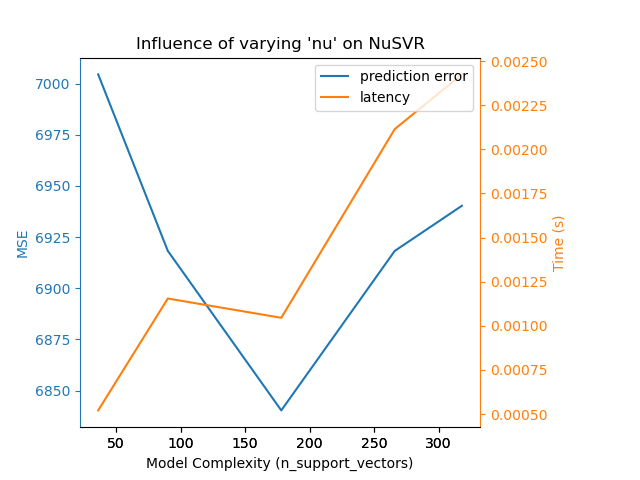 Influence of varying 'nu' on NuSVR
prediction error
latency
7000
6975
6950
6925
6900
6875
6850
MSE
0.00250
0.00225
0.00200
0.00175
0.00150
0.00125
0.00100
0.00075
0.00050
Time (s)
50 100 150 200 250 300
Model Complexity (n_support_vectors)